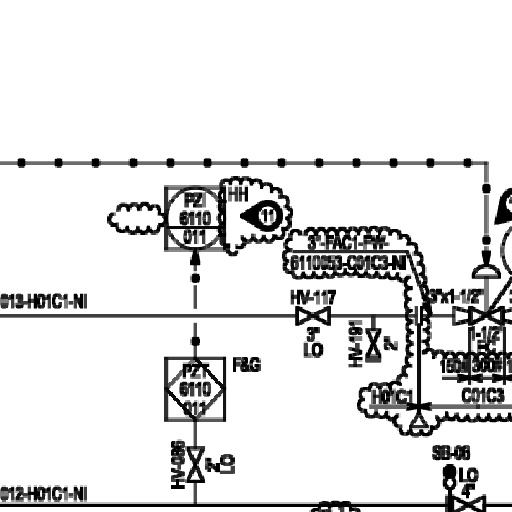 HH
PZI
6110
011
11
3"-FAC1-FW-
6110053-C01C3-NI
013-H01C1-NI
HV-117
3"
LO
HV-191
2"
3"x1-1/2"
1-1/2"
FC
150#
300#
H01C1
C01C3
PZT
6110
011
F&G
HV-086
2"
LO
SB-06
LO
4"
012-H01C1-NI